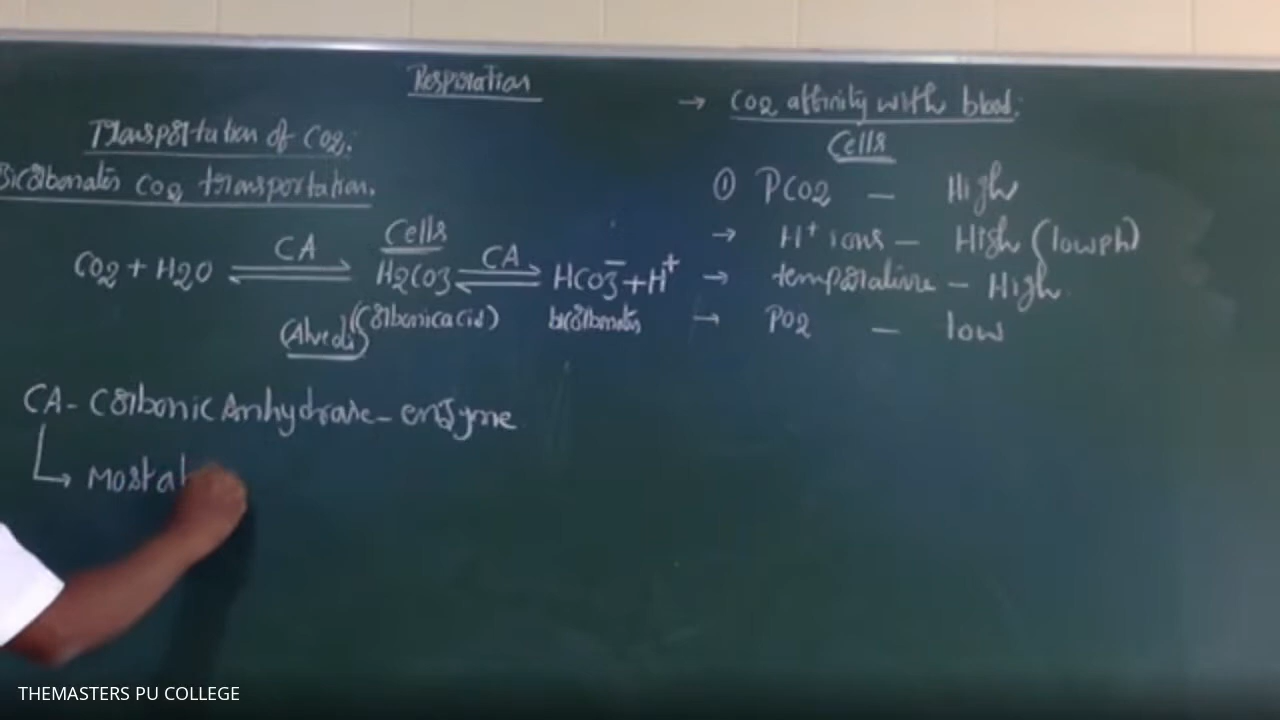 Respiration
Transportation of CO2:
Bicarbonates CO2 transportation.
Cells
CO2 + H2O ⇌ CA H2CO3 ⇌ CA HCO3- + H+
(Alveoli) (Carbonic acid) bicarbonates
CA - Carbonic Anhydrase - enzyme
↳ Most a
→ CO2 affinity with blood:
Cells
① PCO2 — High
→ H+ ions — High (low pH)
→ temperature — High.
→ PO2 — low
THEMASTERS PU COLLEGE